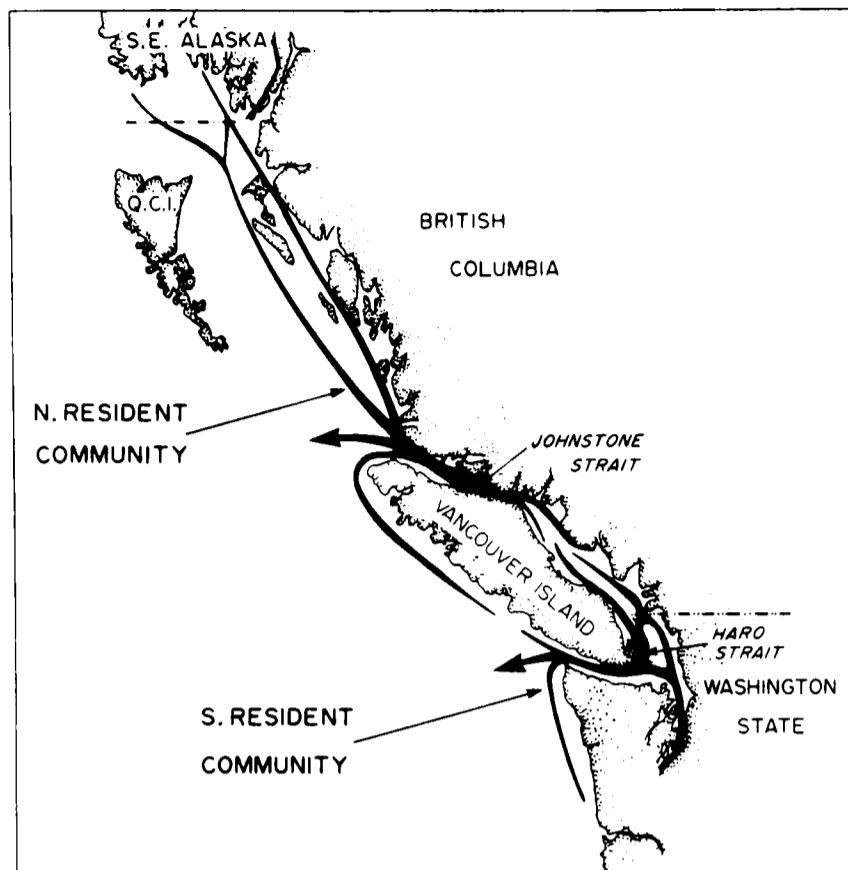 S.E. ALASKA
Q.C.I.
BRITISH
COLUMBIA
N. RESIDENT
COMMUNITY
JOHNSTONE
STRAIT
VANCOUVER ISLAND
HARO
STRAIT
WASHINGTON
STATE
S. RESIDENT
COMMUNITY